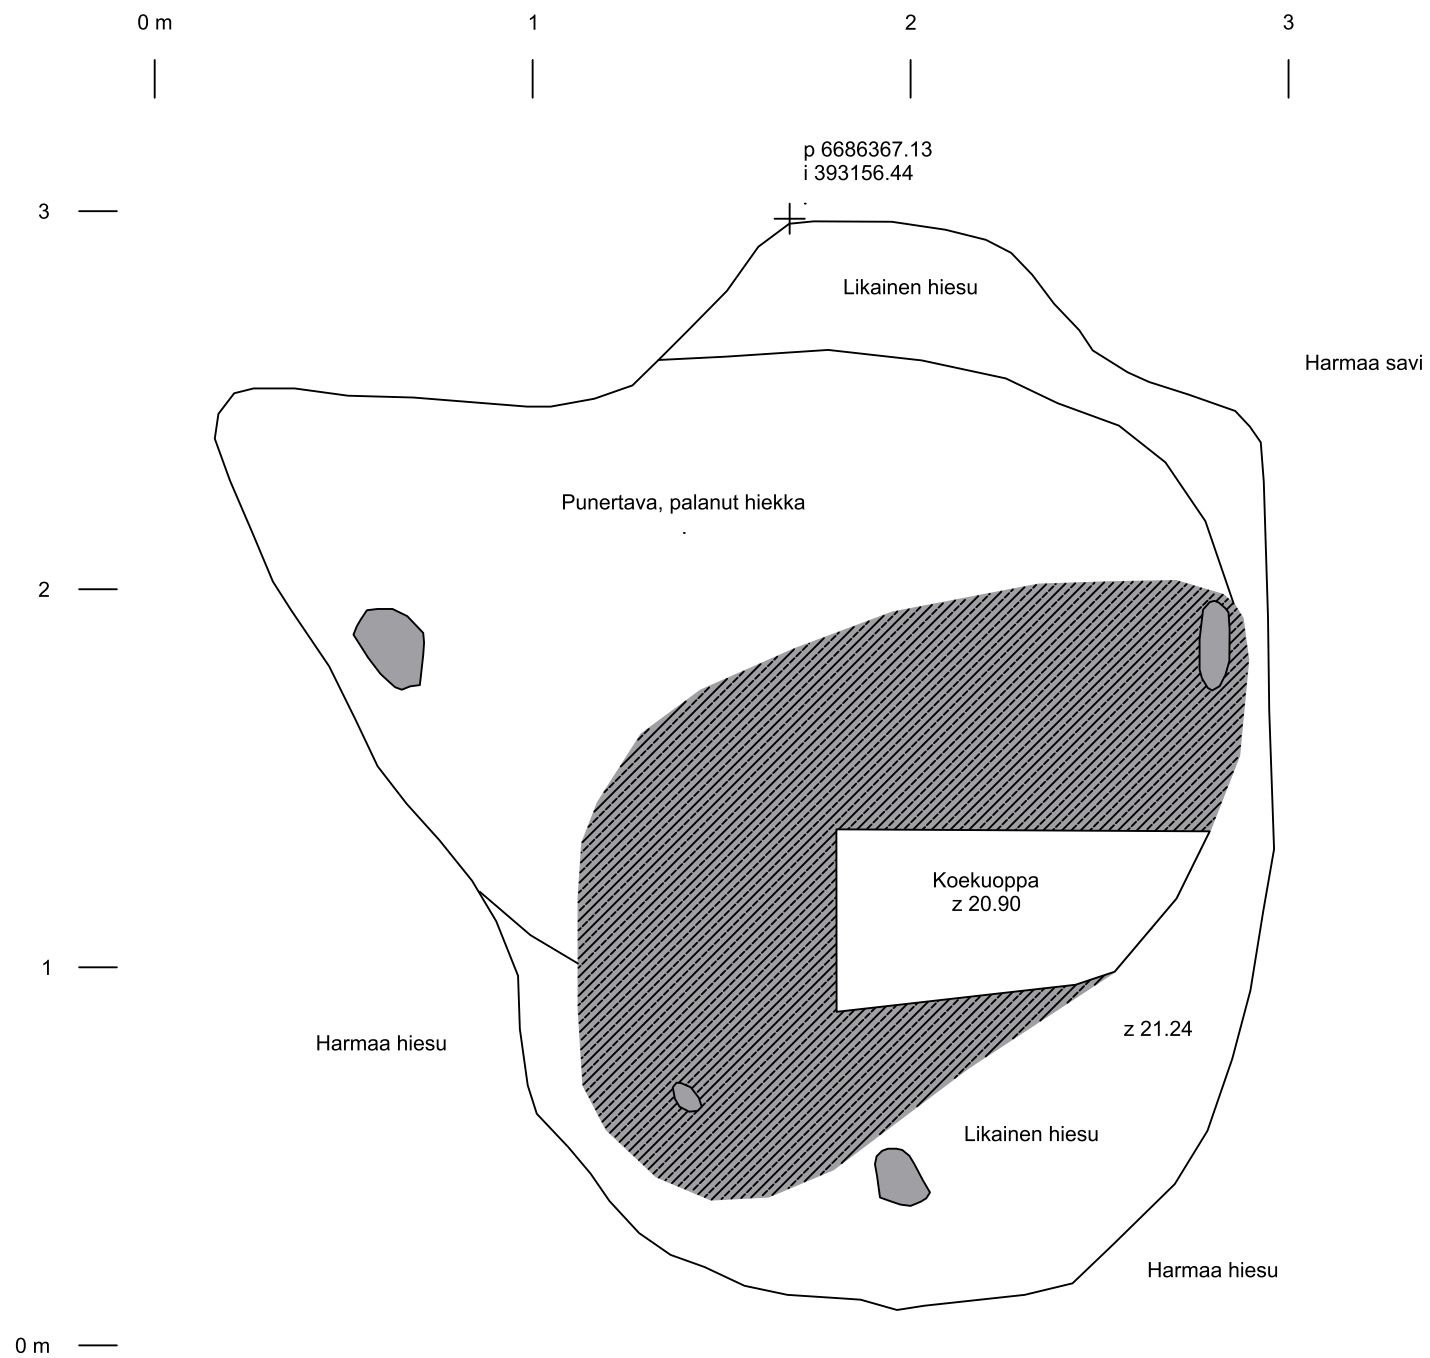 0 m 1 2 3
p 6686367.13
i 393156.44
3
Likainen hiesu
Harmaa savi
Punertava, palanut hiekka
2
Koekuoppa
z 20.90
1
z 21.24
Harmaa hiesu
Likainen hiesu
Harmaa hiesu
0 m